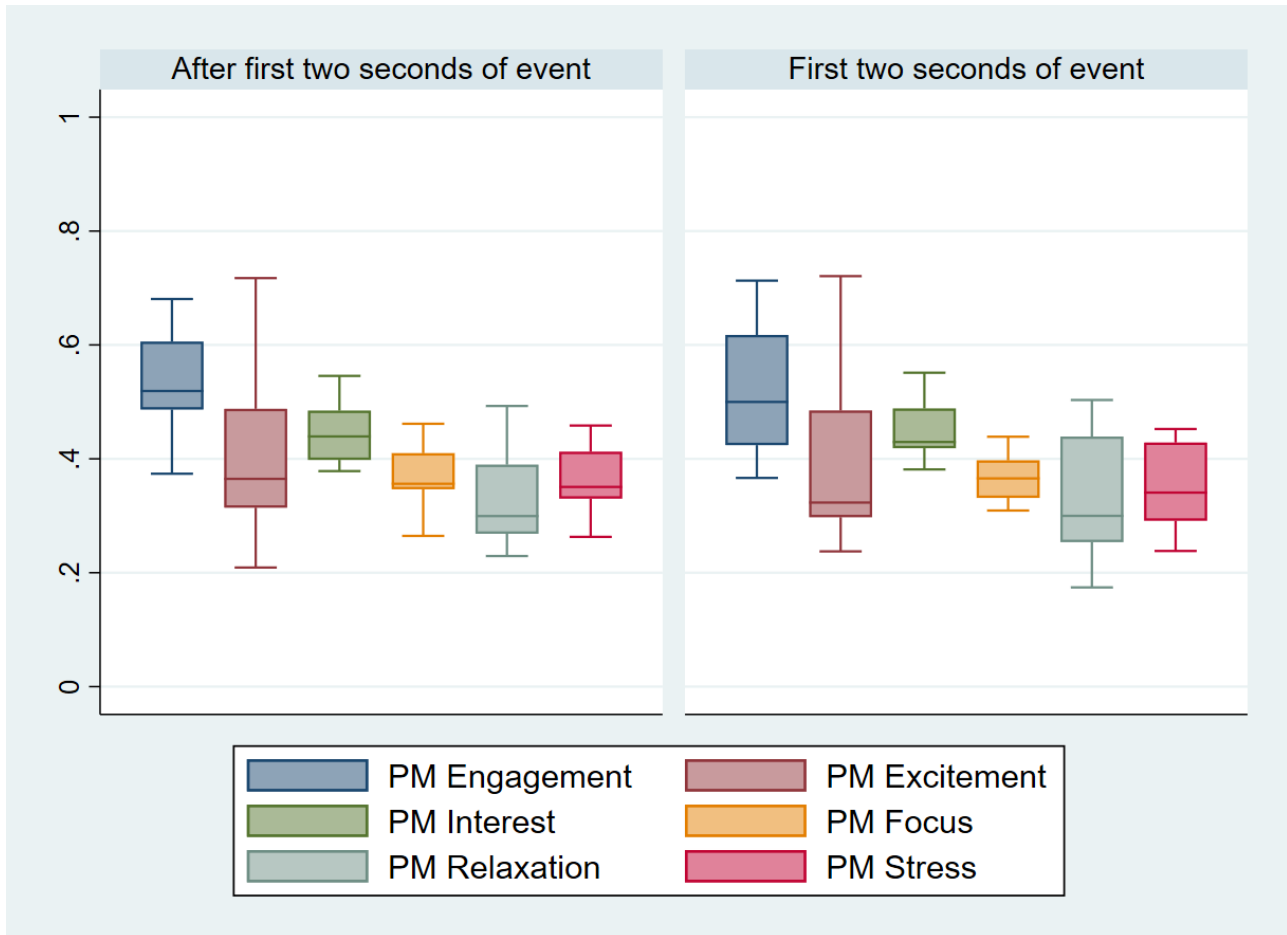 After first two seconds of event
First two seconds of event
1
.8
.6
.4
.2
0
PM Engagement
PM Excitement
PM Interest
PM Focus
PM Relaxation
PM Stress